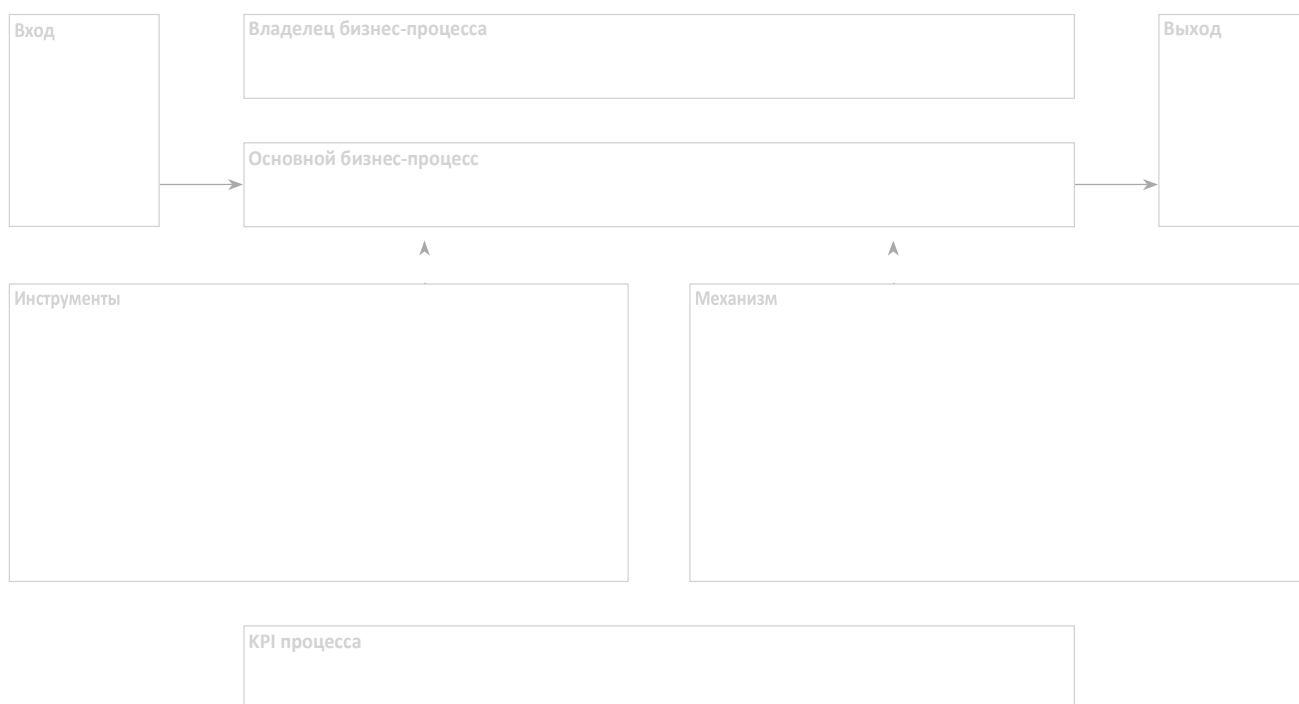 Вход
Владелец бизнес-процесса
Выход
Основной бизнес-процесс
Инструменты
Механизм
KPI процесса